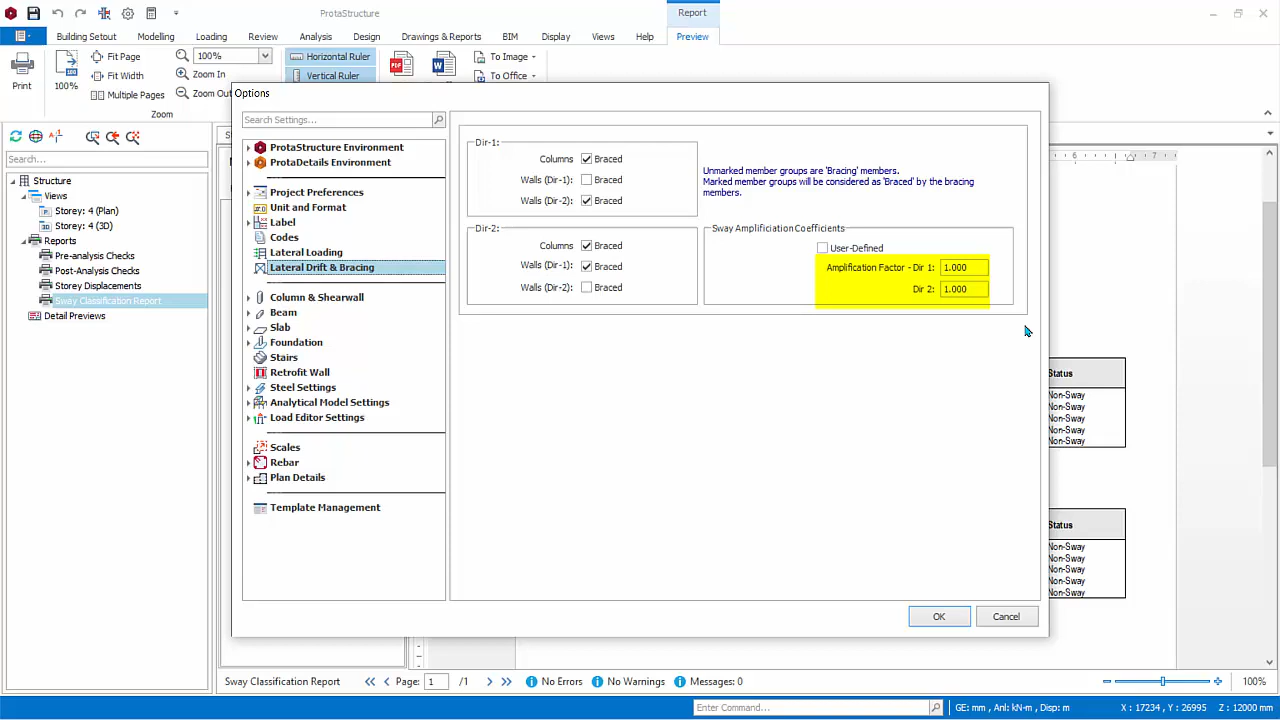 ProtaStructure
Report
Building Setout
Modelling
Loading
Review
Analysis
Design
Drawings & Reports
BIM
Display
Views
Help
Preview
Print
100%
Fit Page
Fit Width
Multiple Pages
100%
Zoom In
Zoom Out
Zoom
Horizontal Ruler
Vertical Ruler
PDF
W
To Image
To Office
Search...
Structure
Views
Storey: 4 (Plan)
Storey: 4 (3D)
Reports
Pre-analysis Checks
Post-Analysis Checks
Storey Displacements
Sway Classification Report
Detail Previews
Options
Search Settings...
ProtaStructure Environment
ProtaDetails Environment
Project Preferences
Unit and Format
Label
Codes
Lateral Loading
Lateral Drift & Bracing
Column & Shearwall
Beam
Slab
Foundation
Stairs
Retrofit Wall
Steel Settings
Analytical Model Settings
Load Editor Settings
Scales
Rebar
Plan Details
Template Management
Dir-1:
Columns Braced
Walls (Dir-1): Braced
Walls (Dir-2): Braced
Unmarked member groups are 'Bracing' members.
Marked member groups will be considered as 'Braced' by the bracing
members.
Dir-2:
Columns Braced
Walls (Dir-1): Braced
Walls (Dir-2): Braced
Sway Amplificiation Coefficients
User-Defined
Amplification Factor - Dir 1: 1.000
Dir 2: 1.000
OK
Cancel
6 7
Status
Non-Sway
Non-Sway
Non-Sway
Non-Sway
Non-Sway
Status
Non-Sway
Non-Sway
Non-Sway
Non-Sway
Non-Sway
Sway Classification Report
Page: 1 /1
No Errors
No Warnings
Messages: 0
100%
Enter Command...
GE: mm , Anl: kN-m , Disp: m
X : 17234 , Y : 26995
Z : 12000 mm